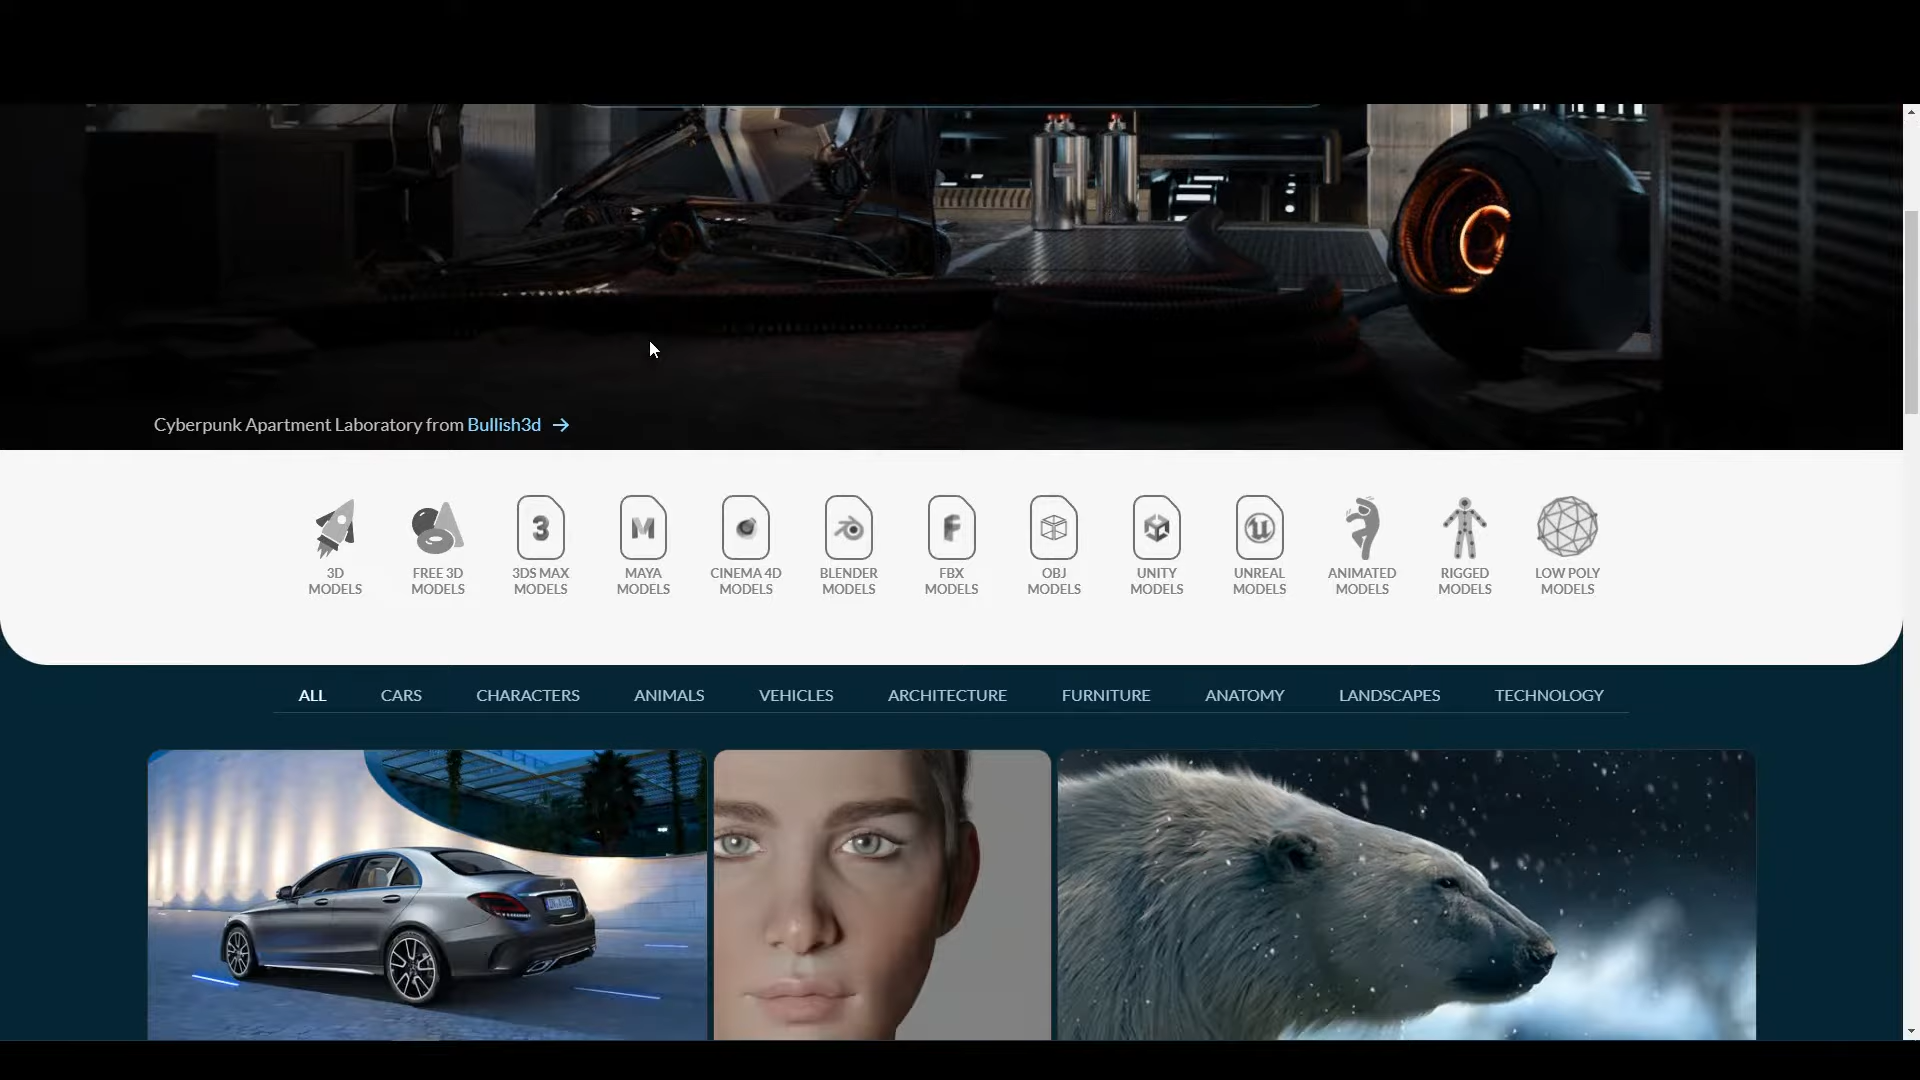 Cyberpunk Apartment Laboratory from Bullish3d
3D MODELS
FREE 3D MODELS
3DS MAX MODELS
MAYA MODELS
CINEMA 4D MODELS
BLENDER MODELS
FBX MODELS
OBJ MODELS
UNITY MODELS
UNREAL MODELS
ANIMATED MODELS
RIGGED MODELS
LOW POLY MODELS
ALL CARS CHARACTERS ANIMALS VEHICLES ARCHITECTURE FURNITURE ANATOMY LANDSCAPES TECHNOLOGY